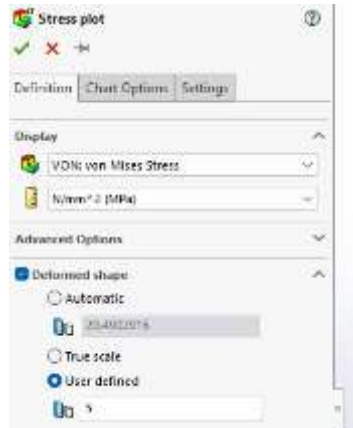 Stress plot
Definition Chart Options Settings
Display
VON: von Mises Stress
N/mm^2 (MPa)
Advanced Options
Deformed shape
Automatic
True scale
User defined
5